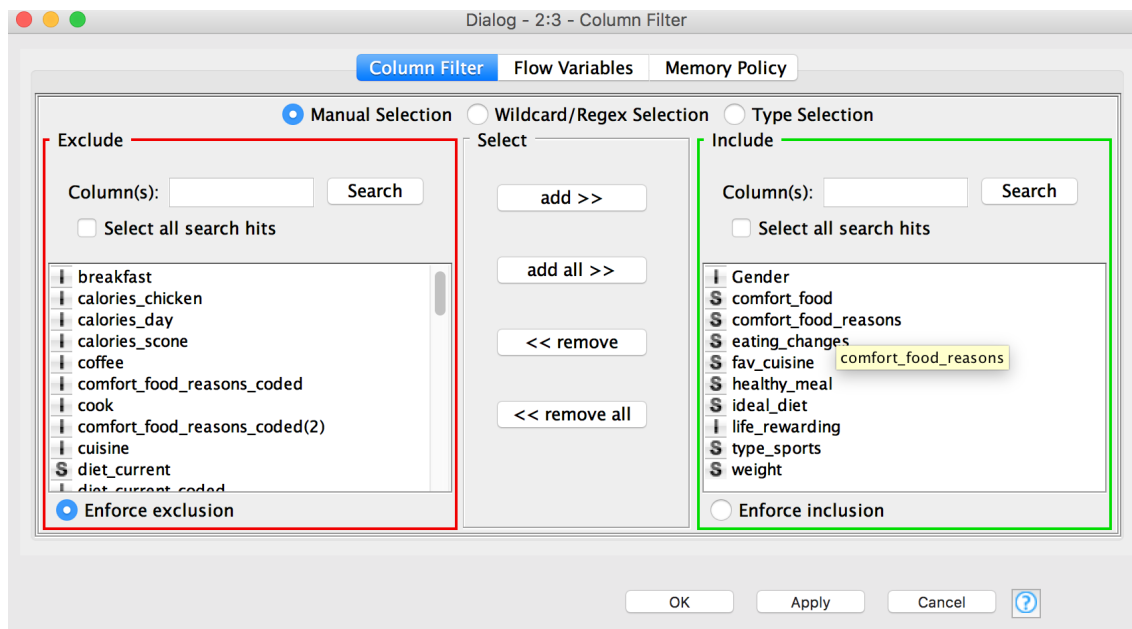 Dialog - 2:3 - Column Filter
Column Filter Flow Variables Memory Policy
Manual Selection Wildcard/Regex Selection Type Selection
Exclude
Column(s): Search
Select all search hits
I breakfast
I calories_chicken
I calories_day
I calories_scone
I coffee
I comfort_food_reasons_coded
I cook
I comfort_food_reasons_coded(2)
I cuisine
S diet_current
I diet_current_coded
Enforce exclusion
Select
add >>
add all >>
<< remove
<< remove all
Include
Column(s): Search
Select all search hits
I Gender
S comfort_food
S comfort_food_reasons
S eating_changes
comfort_food_reasons
S fav_cuisine
S healthy_meal
S ideal_diet
I life_rewarding
S type_sports
S weight
Enforce inclusion
OK Apply Cancel ?